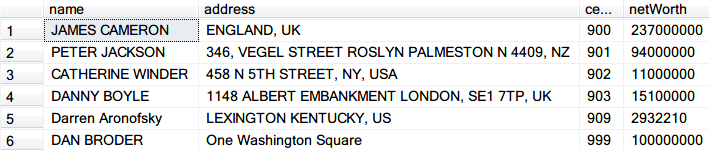 name address ce... netWorth
1 JAMES CAMERON ENGLAND, UK 900 237000000
2 PETER JACKSON 346, VEGEL STREET ROSLYN PALMESTON N 4409, NZ 901 94000000
3 CATHERINE WINDER 458 N 5TH STREET, NY, USA 902 11000000
4 DANNY BOYLE 1148 ALBERT EMBANKMENT LONDON, SE1 7TP, UK 903 15100000
5 Darren Aronofsky LEXINGTON KENTUCKY, US 909 2932210
6 DAN BRODER One Washington Square 999 100000000